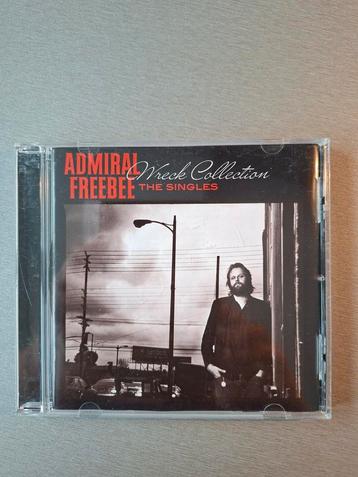 ADMIRAL
FREEBEE
Wreck Collection
THE SINGLES